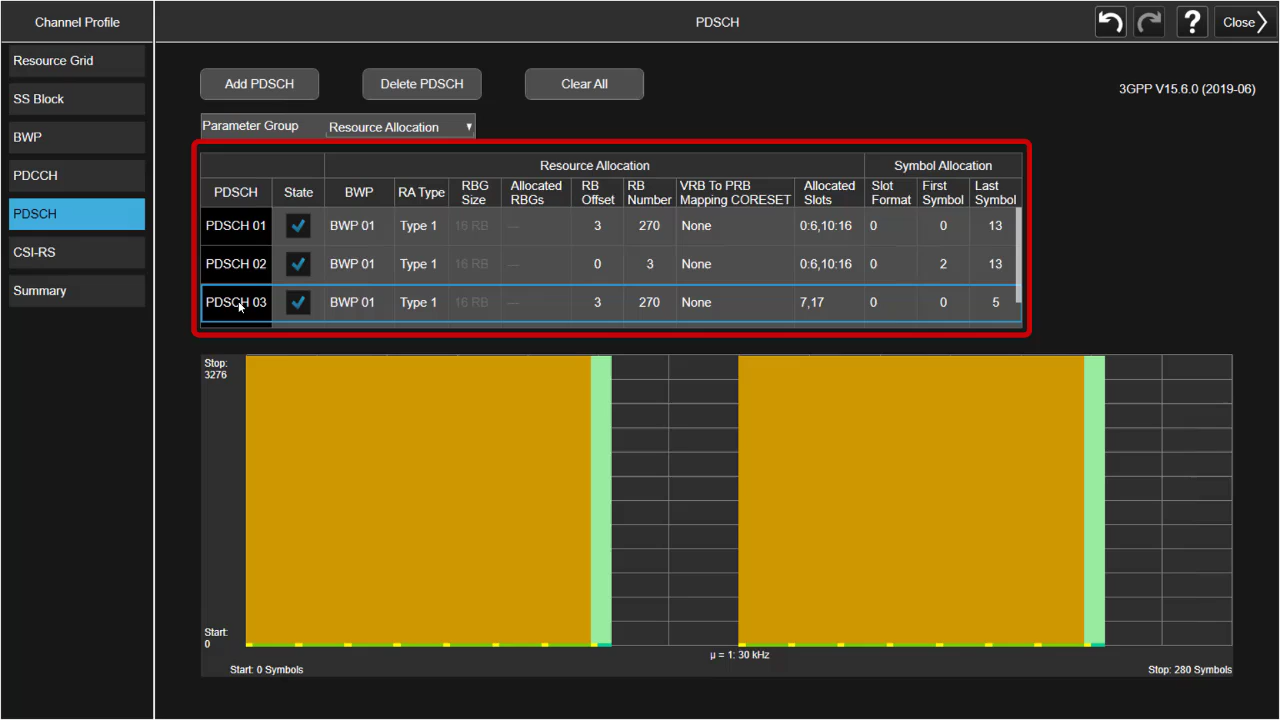 Channel Profile
PDSCH
?
Close
Resource Grid
SS Block
BWP
PDCCH
PDSCH
CSI-RS
Summary
Add PDSCH
Delete PDSCH
Clear All
3GPP V15.6.0 (2019-06)
Parameter Group
Resource Allocation
Resource Allocation
Symbol Allocation
PDSCH State BWP RA Type RBG Size Allocated RBGs RB Offset RB Number VRB To PRB Mapping CORESET Allocated Slots Slot Format First Symbol Last Symbol
PDSCH 01 BWP 01 Type 1 16 RB --- 3 270 None 0:6,10:16 0 0 13
PDSCH 02 BWP 01 Type 1 16 RB --- 0 3 None 0:6,10:16 0 2 13
PDSCH 03 BWP 01 Type 1 16 RB --- 3 270 None 7,17 0 0 5
Stop:
3276
Start:
0
µ = 1: 30 kHz
Start: 0 Symbols
Stop: 280 Symbols